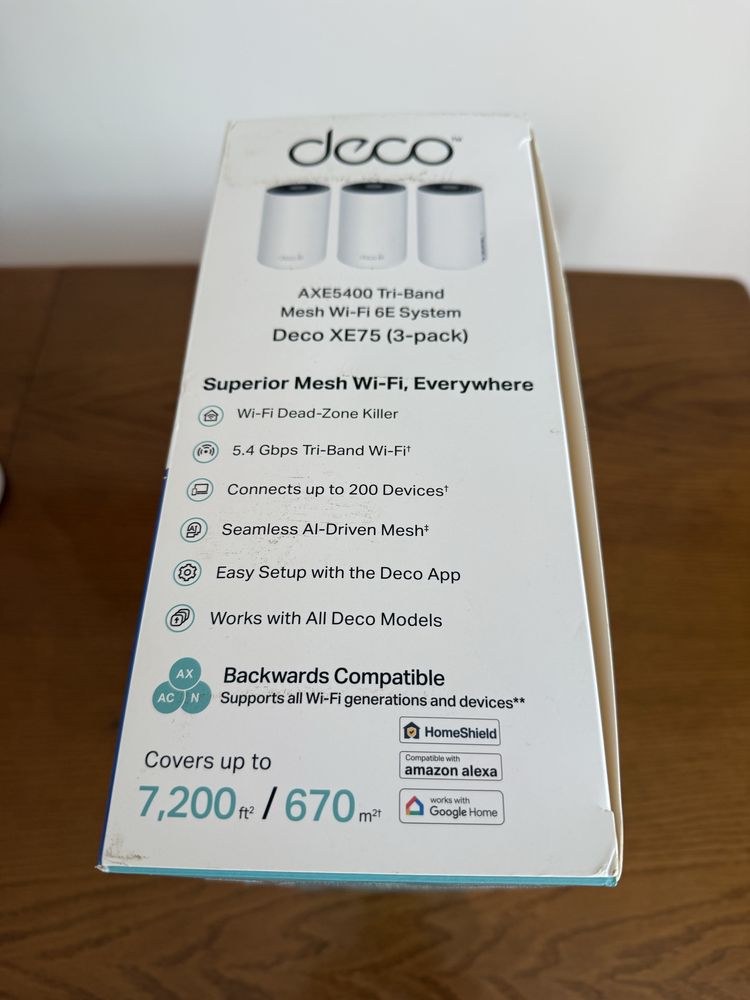 deco™
AXE5400 Tri-Band
Mesh Wi-Fi 6E System
Deco XE75 (3-pack)
Superior Mesh Wi-Fi, Everywhere
Wi-Fi Dead-Zone Killer
5.4 Gbps Tri-Band Wi-Fi†
Connects up to 200 Devices†
AI
Seamless AI-Driven Mesh‡
Easy Setup with the Deco App
Works with All Deco Models
AX
AC N
Backwards Compatible
Supports all Wi-Fi generations and devices**
HomeShield
Compatible with
amazon alexa
works with
Google Home
Covers up to
7,200 ft² / 670 m²†